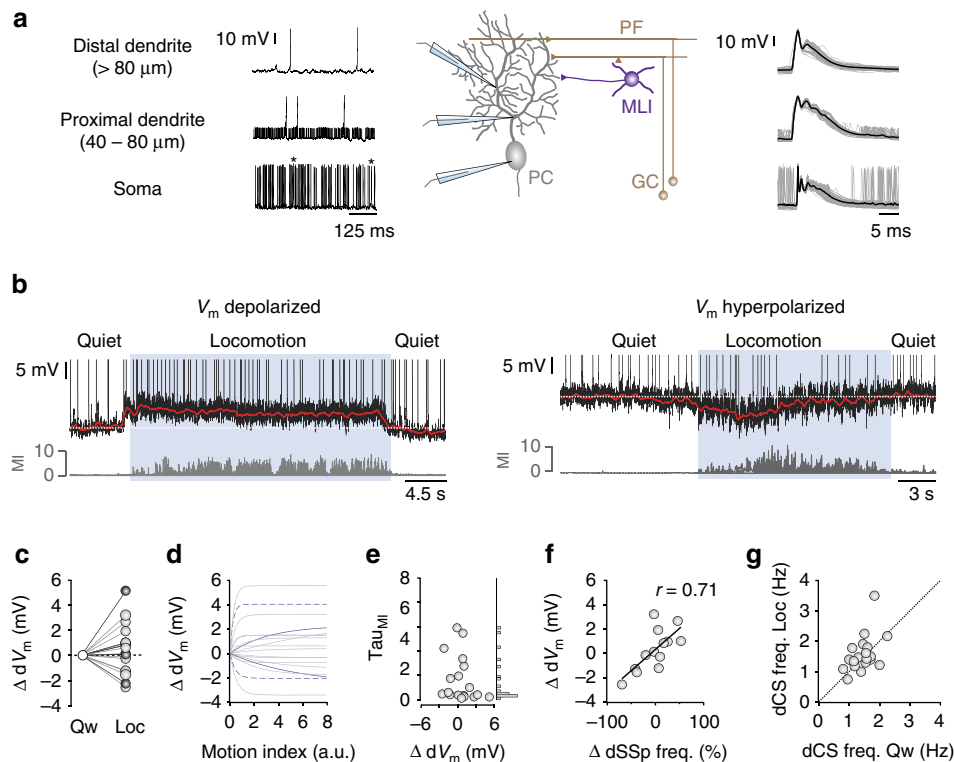 a
Distal dendrite
(> 80 μm)
10 mV
Proximal dendrite
(40 – 80 μm)
Soma
* *
125 ms
PF
MLI
PC
GC
10 mV
5 ms
b
Vm depolarized
Quiet Locomotion Quiet
5 mV
MI
10
0
4.5 s
Vm hyperpolarized
Quiet Locomotion Quiet
5 mV
MI
10
0
3 s
c
Δ dVm (mV)
6
4
2
0
−2
−4
Qw Loc
d
Δ dVm (mV)
6
4
2
0
−2
−4
0 2 4 6 8
Motion index (a.u.)
e
TauMI
8
6
4
2
0
−6 0 6
Δ dVm (mV)
f
Δ dVm (mV)
6
4
2
0
−2
−4
r = 0.71
−100 0 100
Δ dSSp freq. (%)
g
dCS freq. Loc (Hz)
4
3
2
1
0
0 1 2 3 4
dCS freq. Qw (Hz)